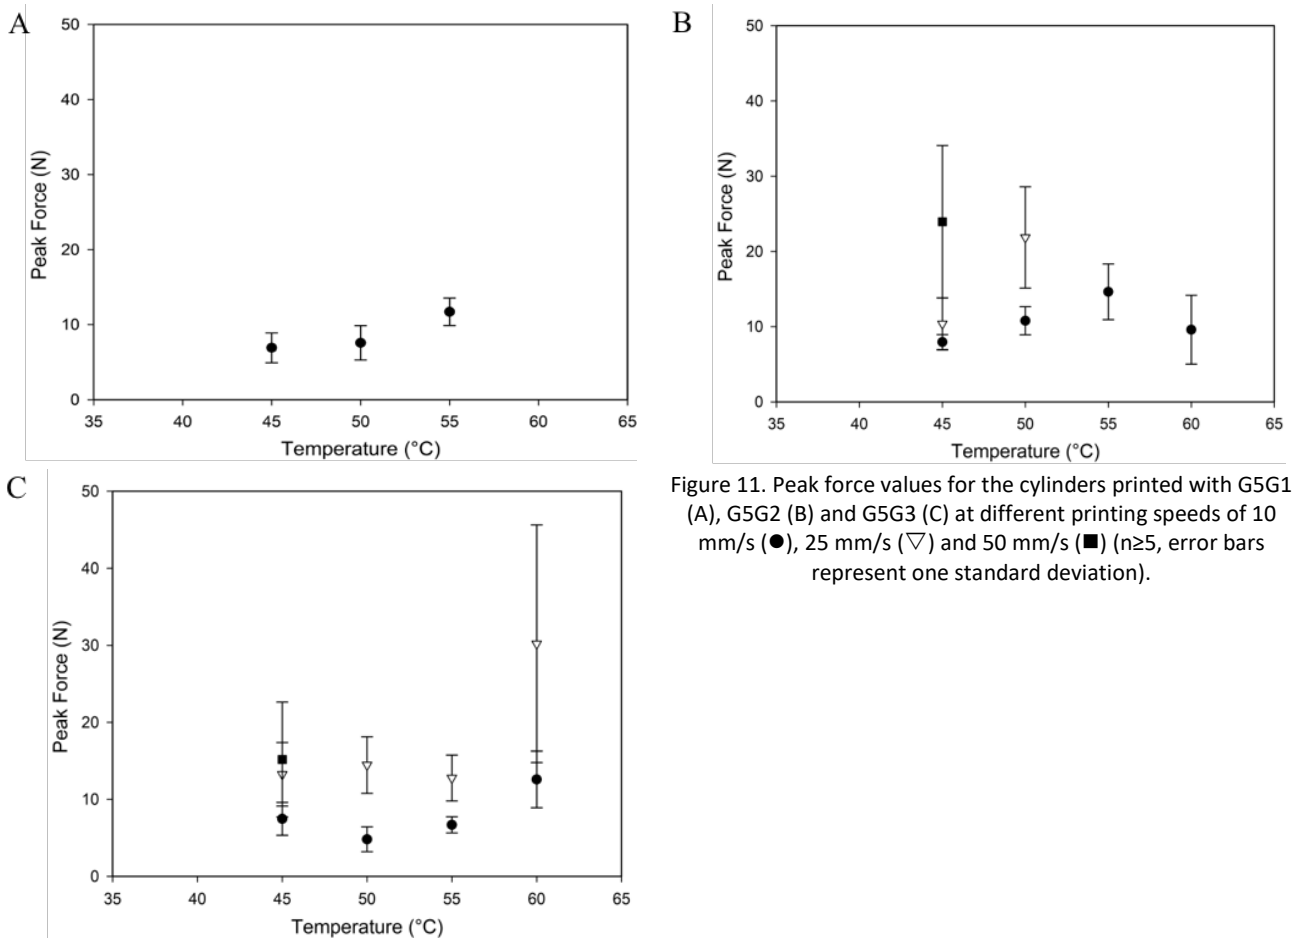 A
50
40
30
20
10
0
Peak Force (N)
35 40 45 50 55 60 65
Temperature (°C)
B
50
40
30
20
10
0
Peak Force (N)
35 40 45 50 55 60 65
Temperature (°C)
C
50
40
30
20
10
0
Peak Force (N)
35 40 45 50 55 60 65
Temperature (°C)
Figure 11. Peak force values for the cylinders printed with G5G1
(A), G5G2 (B) and G5G3 (C) at different printing speeds of 10
mm/s (●), 25 mm/s (▽) and 50 mm/s (■) (n≥5, error bars
represent one standard deviation).